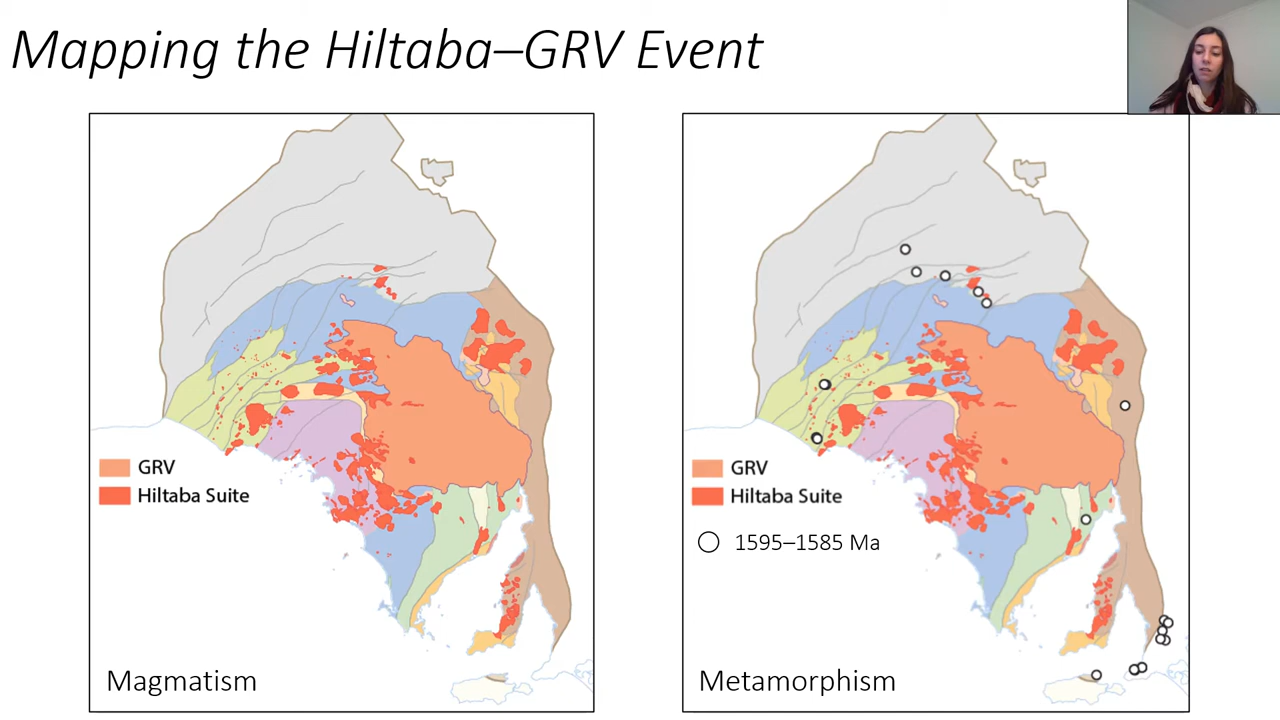 Mapping the Hiltaba–GRV Event
GRV
Hiltaba Suite
Magmatism
GRV
Hiltaba Suite
1595–1585 Ma
Metamorphism